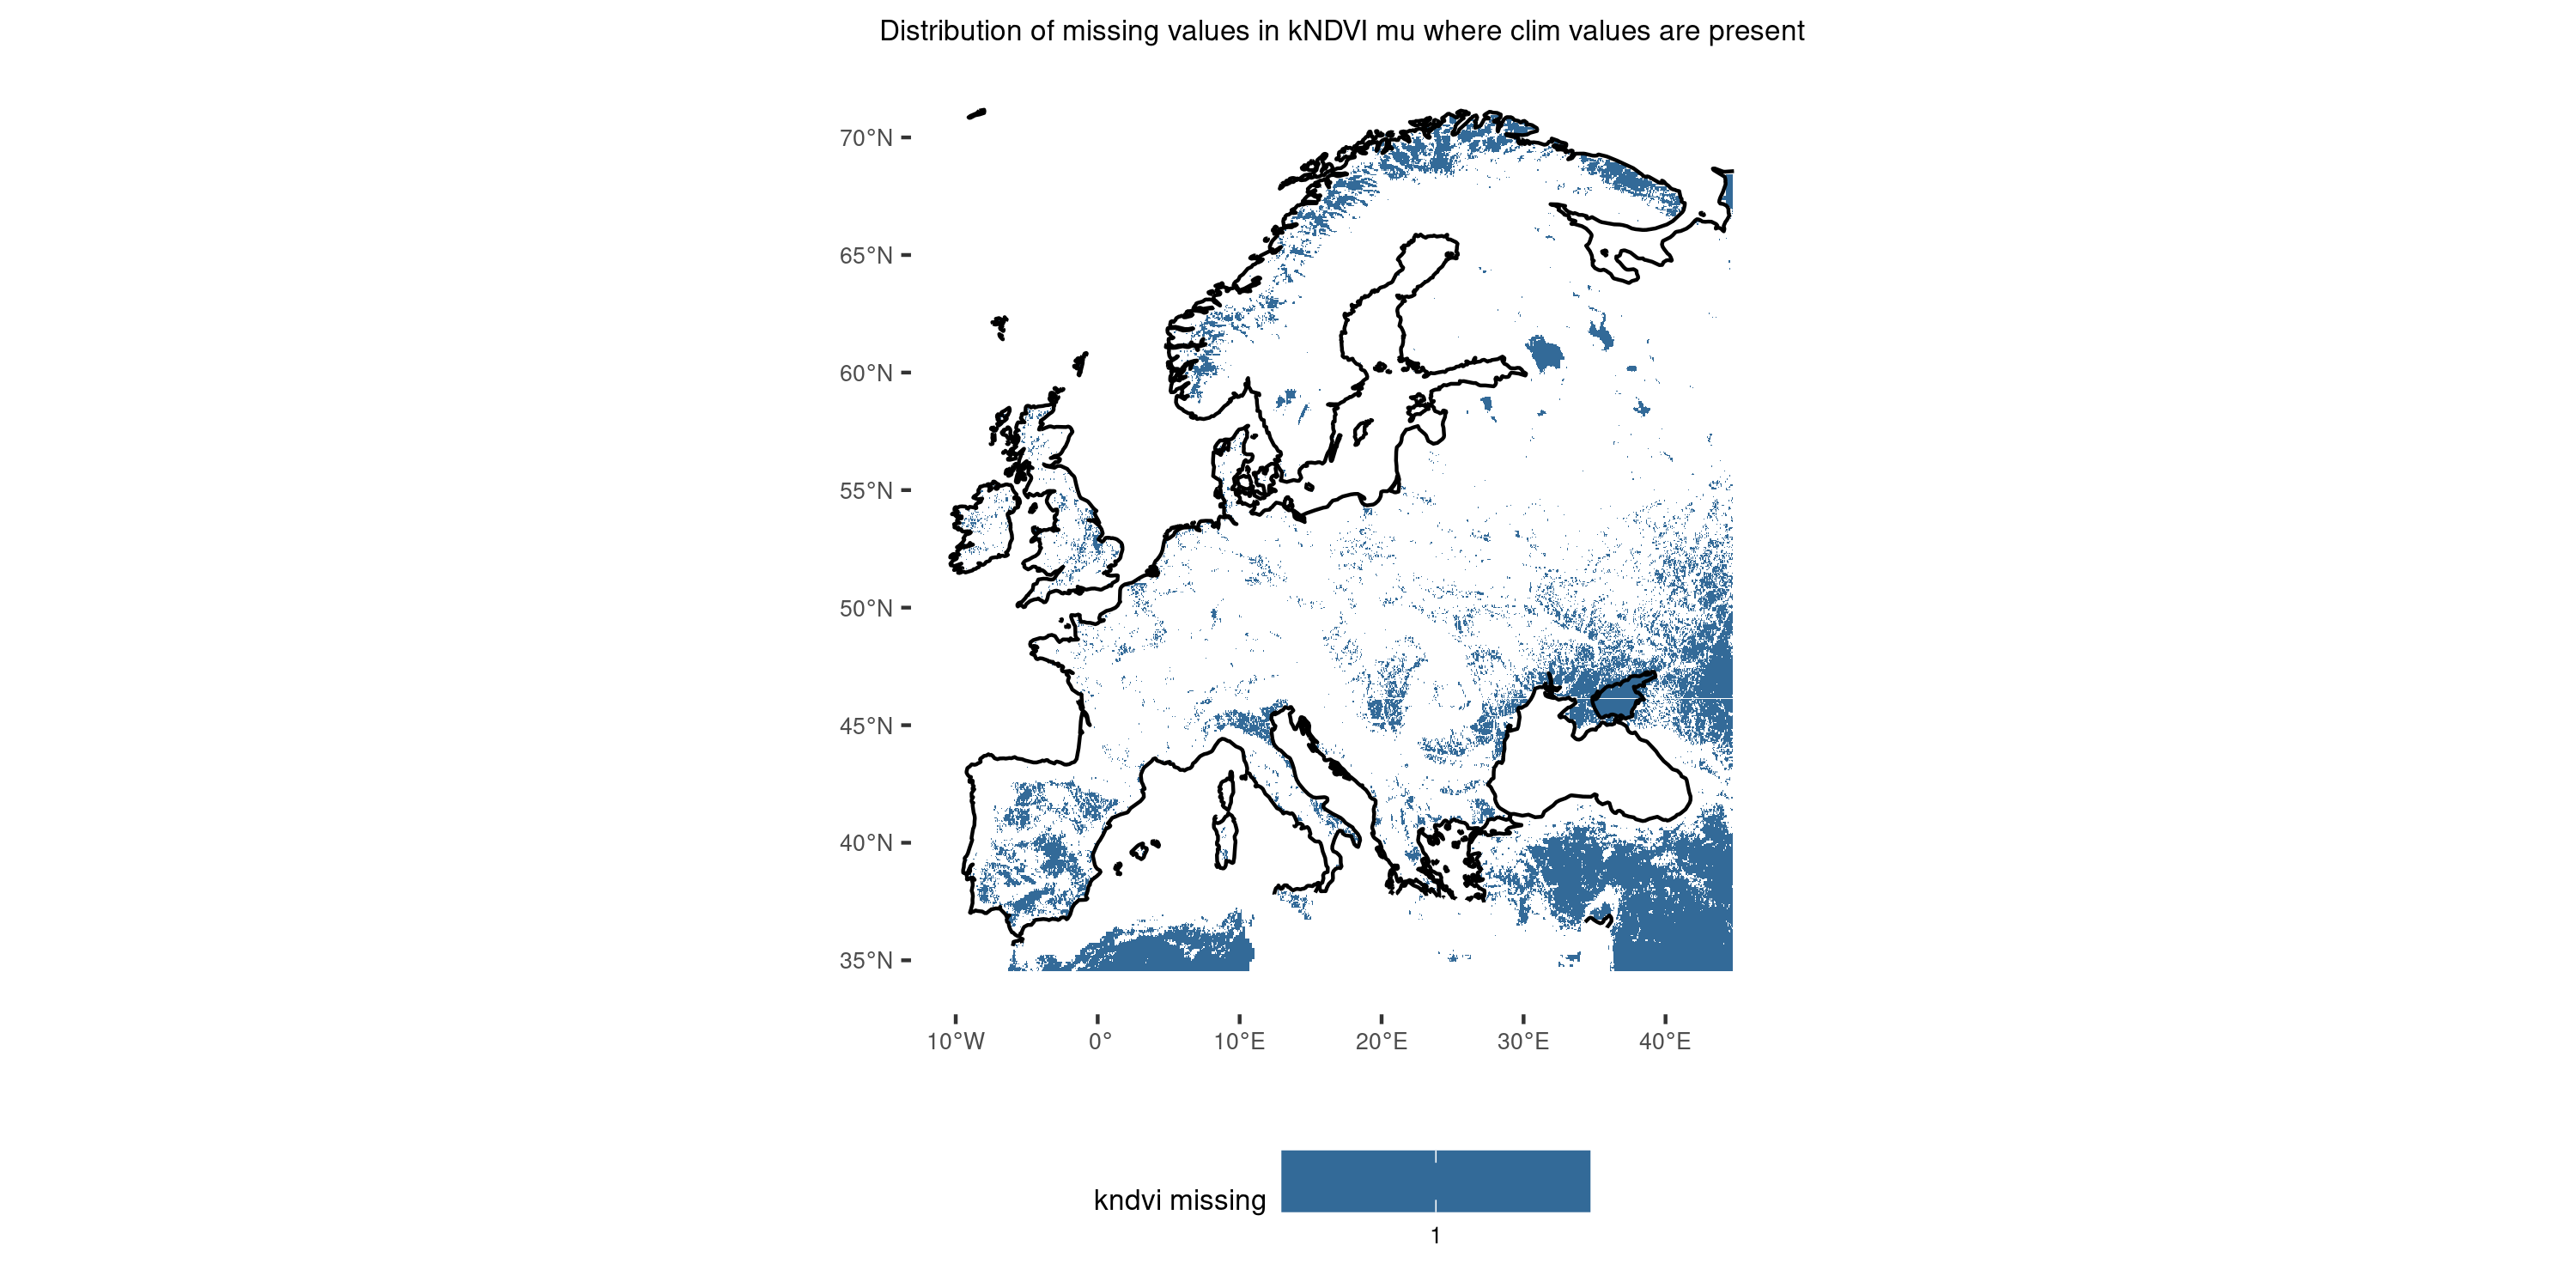 Distribution of missing values in kNDVI mu where clim values are present
70°N
65°N
60°N
55°N
50°N
45°N
40°N
35°N
10°W 0° 10°E 20°E 30°E 40°E
kndvi missing
1